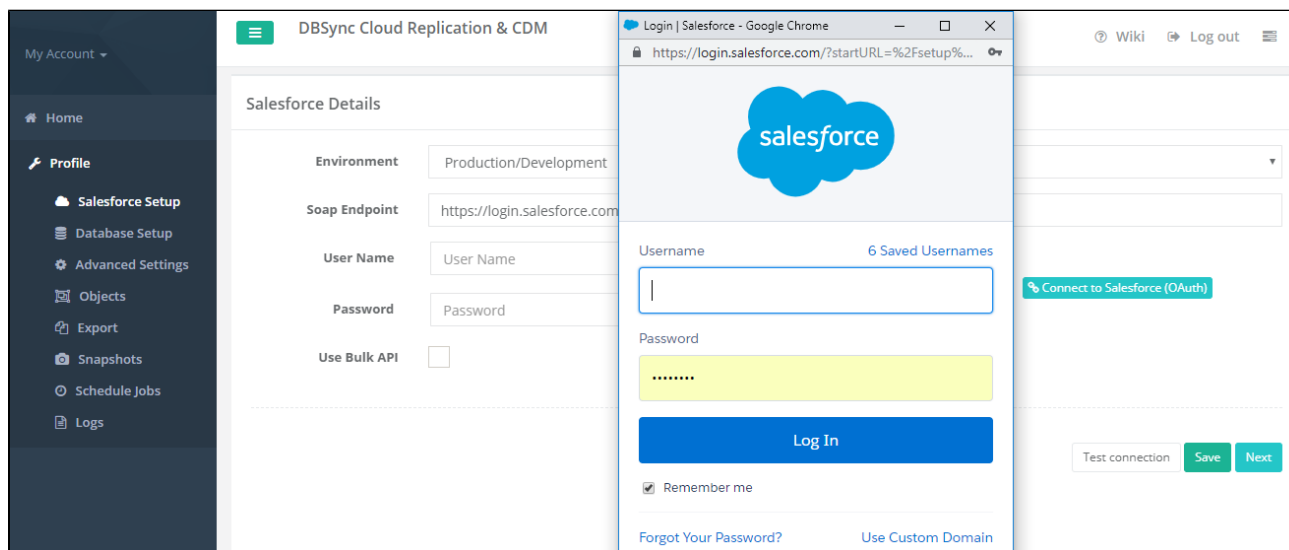 My Account
Home
Profile
Salesforce Setup
Database Setup
Advanced Settings
Objects
Export
Snapshots
Schedule Jobs
Logs
DBSync Cloud Replication & CDM
Wiki
Log out
Salesforce Details
Environment
Production/Development
Soap Endpoint
https://login.salesforce.com
User Name
User Name
Password
Password
Use Bulk API
Connect to Salesforce (OAuth)
Test connection
Save
Next
Login | Salesforce - Google Chrome
https://login.salesforce.com/?startURL=%2Fsetup%...
salesforce
Username
6 Saved Usernames
Password
Log In
Remember me
Forgot Your Password?
Use Custom Domain